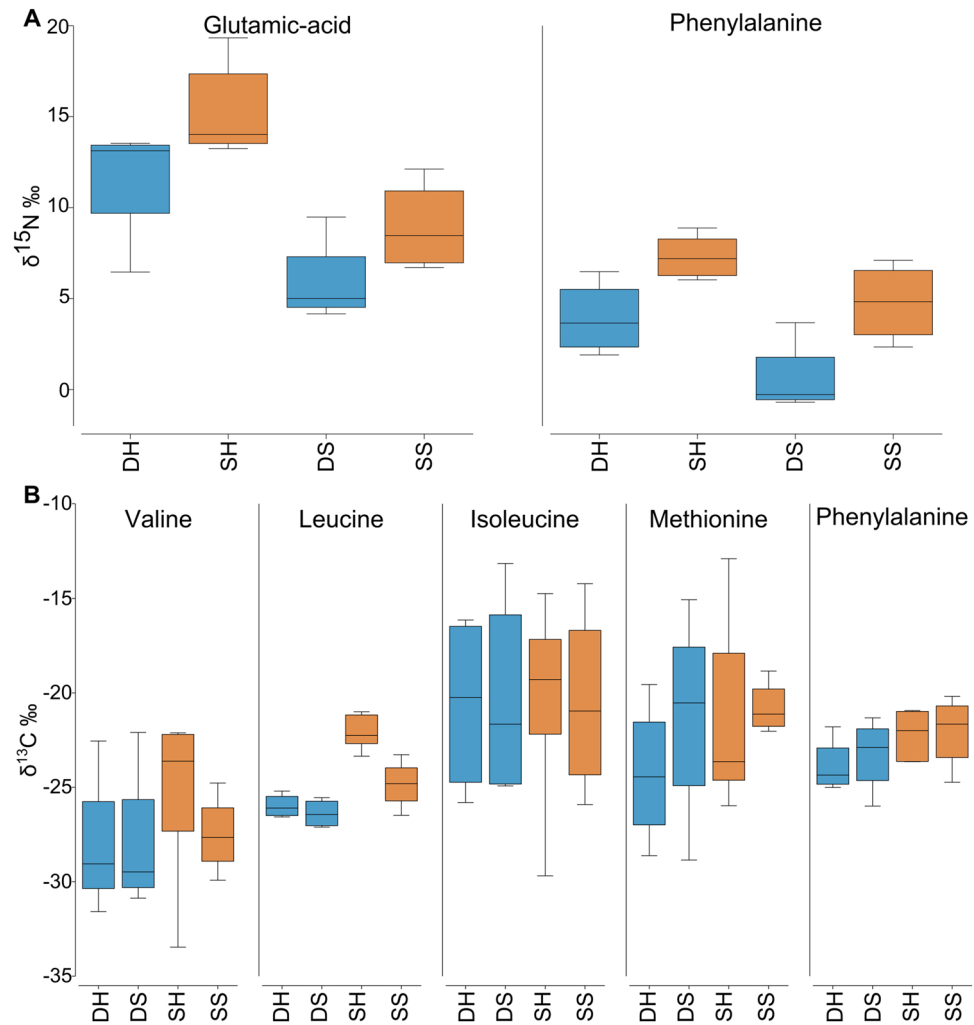 A
Glutamic-acid
Phenylalanine
20
15
10
5
0
δ15N ‰
DH SH DS SS DH SH DS SS
B
-10
-15
-20
-25
-30
-35
δ13C ‰
Valine Leucine Isoleucine Methionine Phenylalanine
DH DS SH SS DH DS SH SS DH DS SH SS DH DS SH SS DH DS SH SS